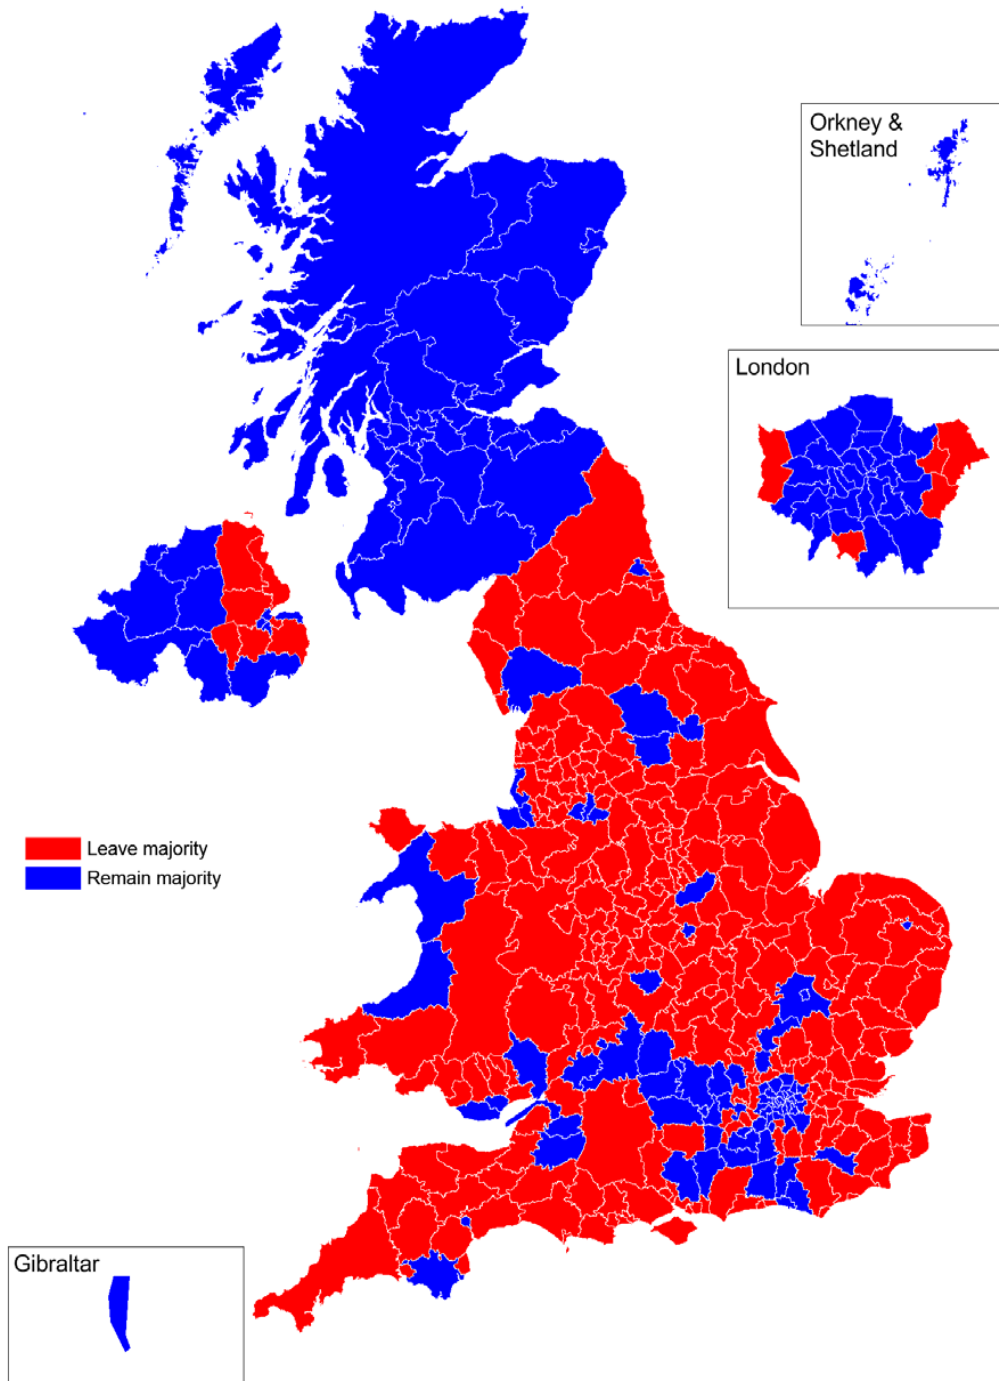 Orkney &
Shetland
London
Leave majority
Remain majority
Gibraltar